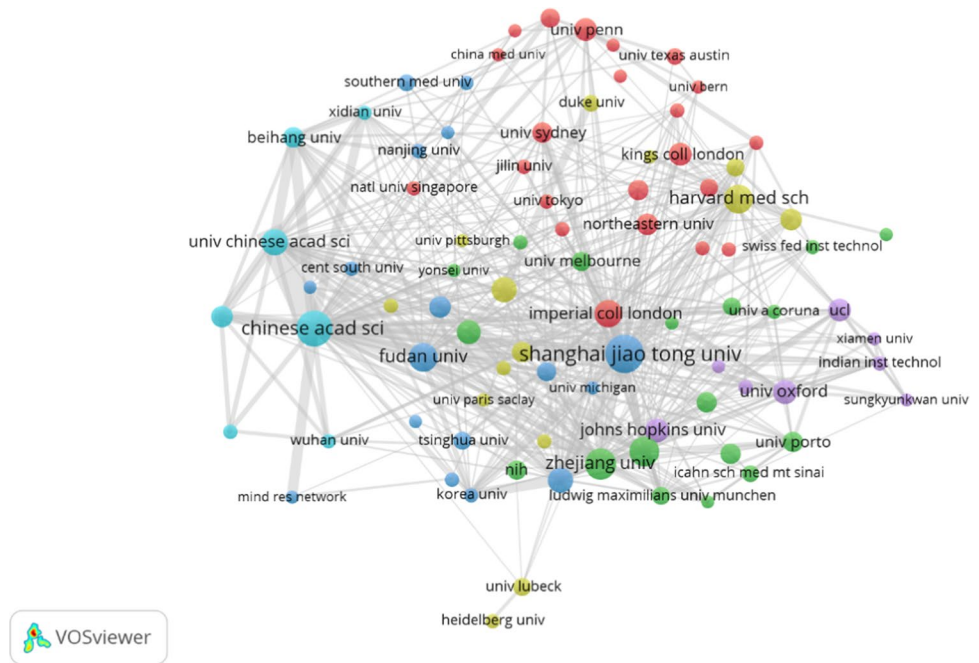 univ penn
china med univ
univ texas austin
southern med univ
univ bern
duke univ
xidian univ
beihang univ
univ sydney
nanjing univ
kings coll london
jilin univ
natl univ singapore
harvard med sch
univ tokyo
northeastern univ
univ chinese acad sci
univ pittsburgh
swiss fed inst technol
univ melbourne
cent south univ
yonsei univ
imperial coll london
univ a coruna
ucl
chinese acad sci
xiamen univ
shanghai jiao tong univ
fudan univ
indian inst technol
univ michigan
univ oxford
univ paris saclay
sungkyunkwan univ
johns hopkins univ
wuhan univ
tsinghua univ
univ porto
zhejiang univ
nih
icahn sch med mt sinai
mind res network
korea univ
ludwig maximilians univ munchen
univ lubeck
heidelberg univ
VOSviewer